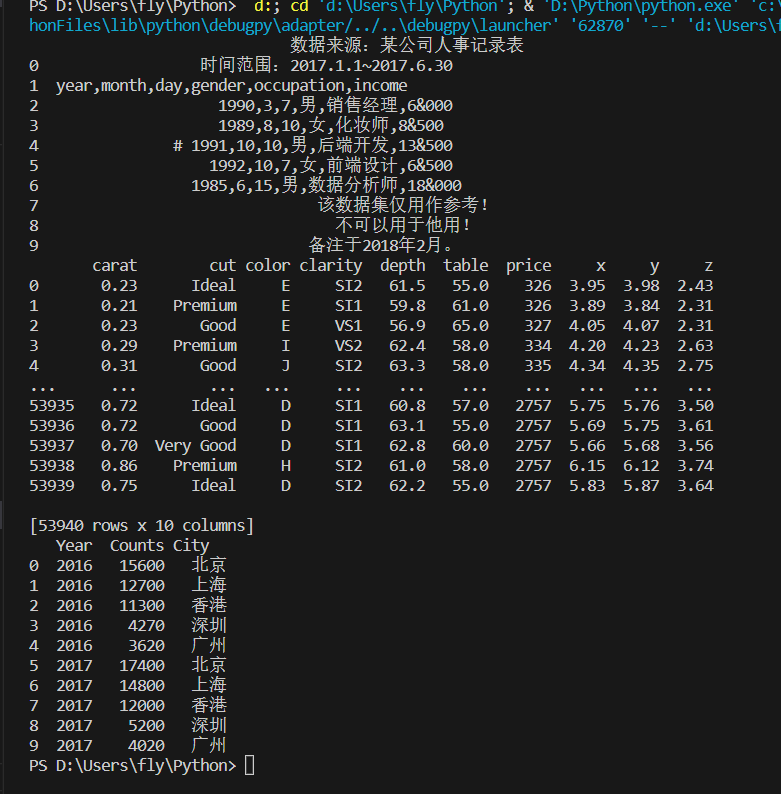 PS D:\Users\fly\Python>  d:; cd 'd:\Users\fly\Python'; & 'D:\Python\python.exe' 'c:\
honFiles\lib\python\debugpy\adapter/../..\debugpy\launcher' '62870' '--' 'd:\Users\f
数据来源：某公司人事记录表
0 时间范围：2017.1.1~2017.6.30
1 year,month,day,gender,occupation,income
2 1990,3,7,男,销售经理,6&000
3 1989,8,10,女,化妆师,8&500
4 # 1991,10,10,男,后端开发,13&500
5 1992,10,7,女,前端设计,6&500
6 1985,6,15,男,数据分析师,18&000
7 该数据集仅用作参考！
8 不可以用于他用！
9 备注于2018年2月。
carat cut color clarity depth table price x y z
0 0.23 Ideal E SI2 61.5 55.0 326 3.95 3.98 2.43
1 0.21 Premium E SI1 59.8 61.0 326 3.89 3.84 2.31
2 0.23 Good E VS1 56.9 65.0 327 4.05 4.07 2.31
3 0.29 Premium I VS2 62.4 58.0 334 4.20 4.23 2.63
4 0.31 Good J SI2 63.3 58.0 335 4.34 4.35 2.75
... ... ... ... ... ... ... ... ... ... ...
53935 0.72 Ideal D SI1 60.8 57.0 2757 5.75 5.76 3.50
53936 0.72 Good D SI1 63.1 55.0 2757 5.69 5.75 3.61
53937 0.70 Very Good D SI1 62.8 60.0 2757 5.66 5.68 3.56
53938 0.86 Premium H SI2 61.0 58.0 2757 6.15 6.12 3.74
53939 0.75 Ideal D SI2 62.2 55.0 2757 5.83 5.87 3.64
[53940 rows x 10 columns]
Year Counts City
0 2016 15600 北京
1 2016 12700 上海
2 2016 11300 香港
3 2016 4270 深圳
4 2016 3620 广州
5 2017 17400 北京
6 2017 14800 上海
7 2017 12000 香港
8 2017 5200 深圳
9 2017 4020 广州
PS D:\Users\fly\Python>